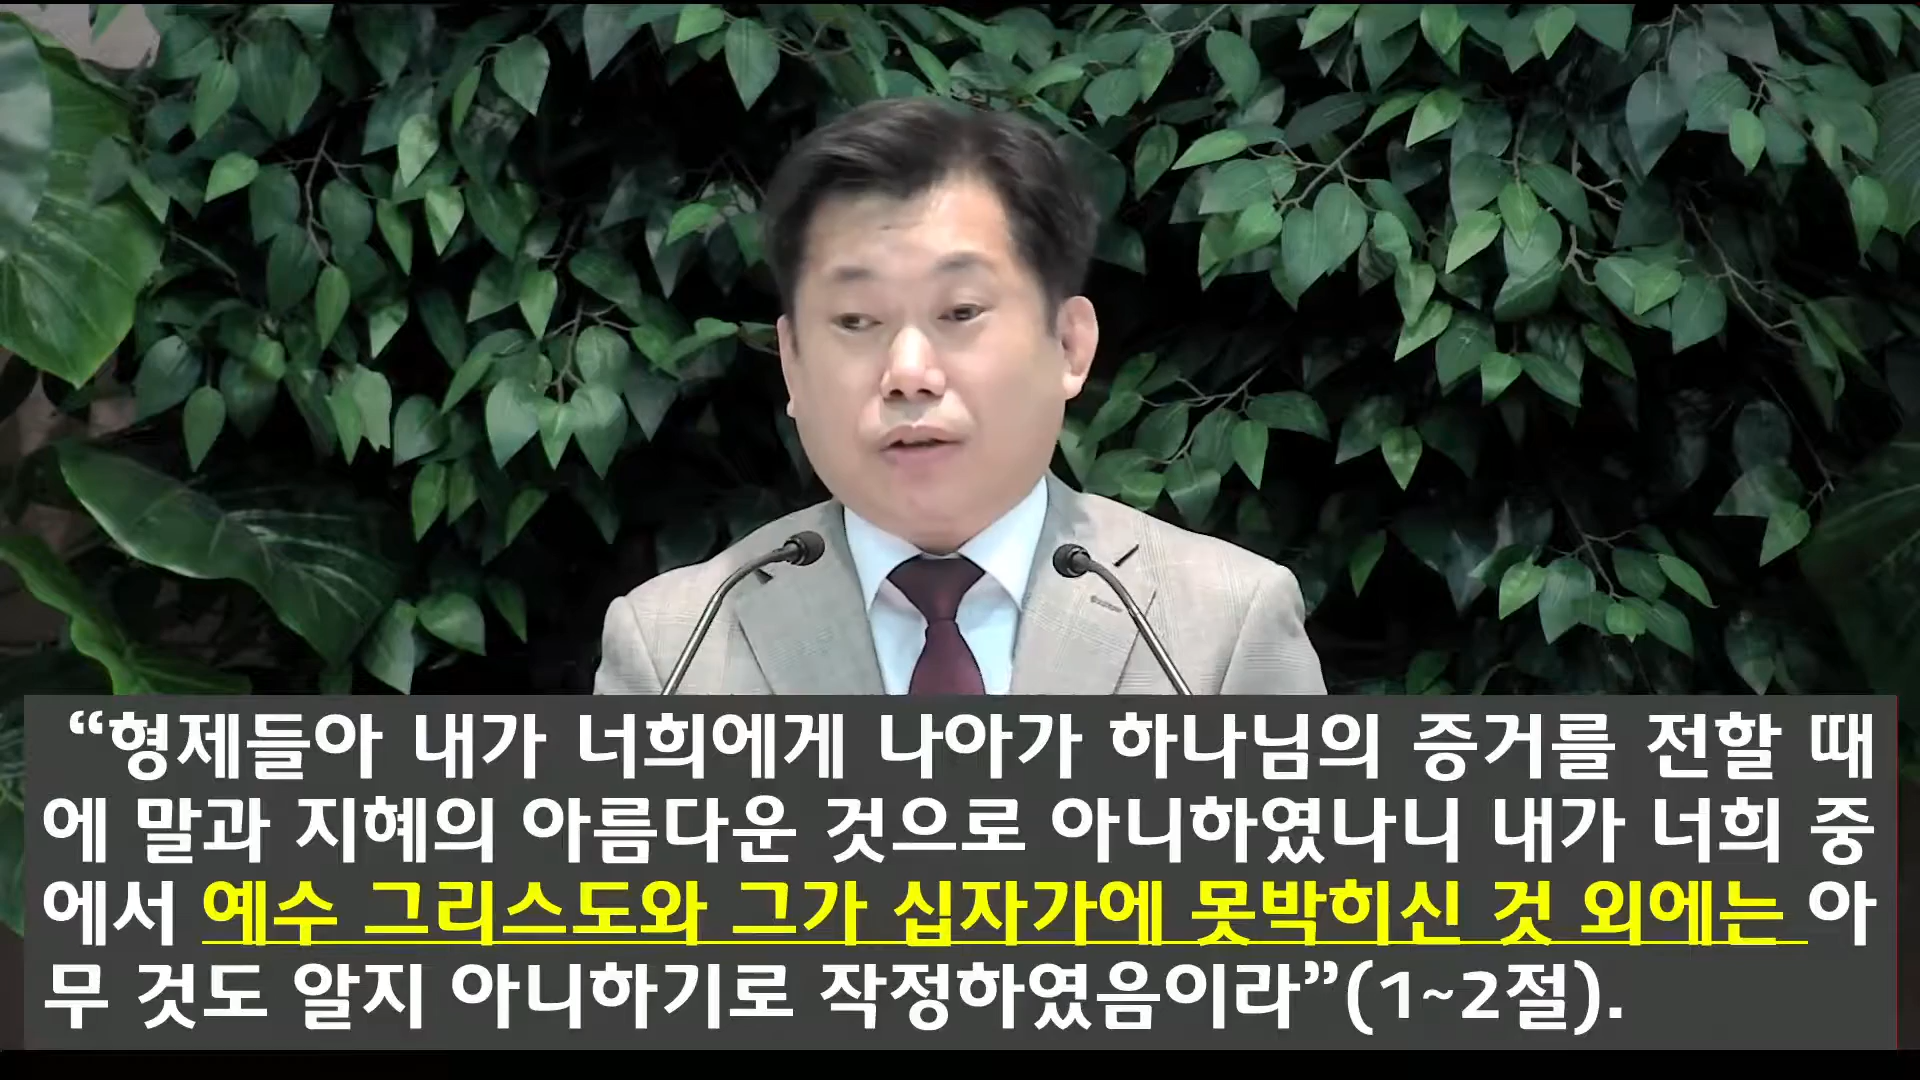 “형제들아 내가 너희에게 나아가 하나님의 증거를 전할 때
에 말과 지혜의 아름다운 것으로 아니하였나니 내가 너희 중
에서 예수 그리스도와 그가 십자가에 못박히신 것 외에는 아
무 것도 알지 아니하기로 작정하였음이라”(1~2절).